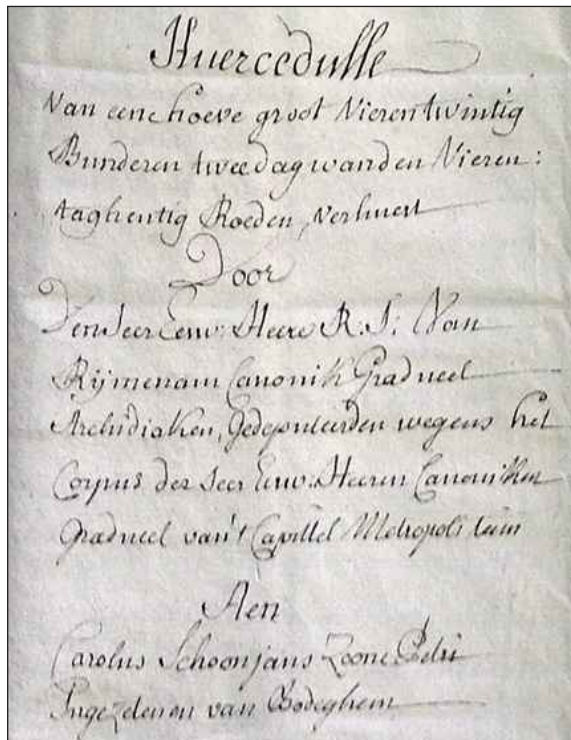 Huercedulle
Van eene hoeve groot Vierentwintig
Bunderen twee dagwanden Vieren:
taghentig Roeden, verhuert
Door
Den Seer Eerw: Heere R: J: Van
Rijmenam Canonik Gradueel
Archidiaken, Gedeputeerden wegens het
Corpus der Seer Eerw: Heeren Canoniken
Gradueel van't Capittel Metropolitain
Aen
Carolus Schoonjans Zoone Petri
Ingezetenen van Bodeghem